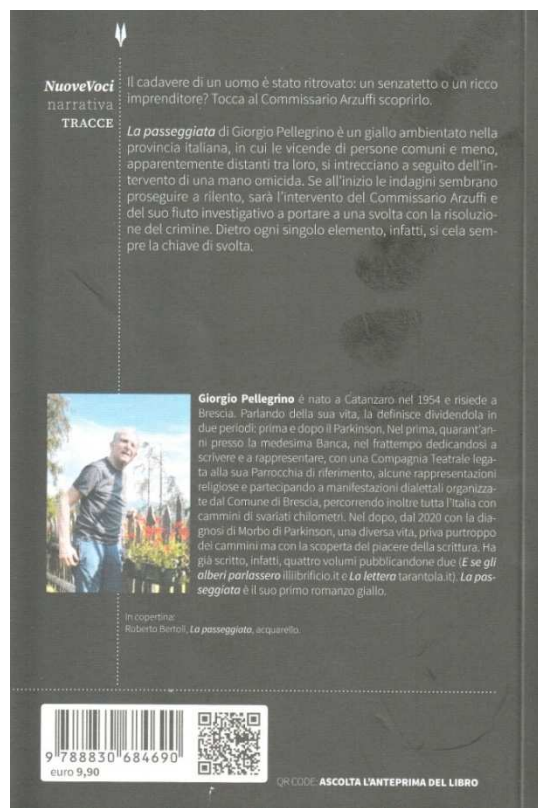 NuoveVoci
narrativa
TRACCE
Il cadavere di un uomo è stato ritrovato: un senzatetto o un ricco
imprenditore? Tocca al Commissario Arzuffi scoprirlo.
La passeggiata di Giorgio Pellegrino è un giallo ambientato nella
provincia italiana, in cui le vicende di persone comuni e meno,
apparentemente distanti tra loro, si intrecciano a seguito dell'in-
tervento di una mano omicida. Se all'inizio le indagini sembrano
proseguire a rilento, sarà l'intervento del Commissario Arzuffi e
del suo fiuto investigativo a portare a una svolta con la risoluzio-
ne del crimine. Dietro ogni singolo elemento, infatti, si cela sem-
pre la chiave di svolta.
Giorgio Pellegrino è nato a Catanzaro nel 1954 e risiede a
Brescia. Parlando della sua vita, la definisce dividendola in
due periodi: prima e dopo il Parkinson. Nel prima, quarant'an-
ni presso la medesima Banca, nel frattempo dedicandosi a
scrivere e a rappresentare, con una Compagnia Teatrale lega-
ta alla sua Parrocchia di riferimento, alcune rappresentazioni
religiose e partecipando a manifestazioni dialettali organizza-
te dal Comune di Brescia, percorrendo inoltre tutta l'Italia con
cammini di svariati chilometri. Nel dopo, dal 2020 con la dia-
gnosi di Morbo di Parkinson, una diversa vita, priva purtroppo
dei cammini ma con la scoperta del piacere della scrittura. Ha
già scritto, infatti, quattro volumi pubblicandone due (E se gli
alberi parlassero illibrificio.it e La lettera tarantola.it). La pas-
seggiata è il suo primo romanzo giallo.
In copertina:
Roberto Bertoli, La passeggiata, acquarello.
9 788830 684690
euro 9,90
QR CODE: ASCOLTA L'ANTEPRIMA DEL LIBRO